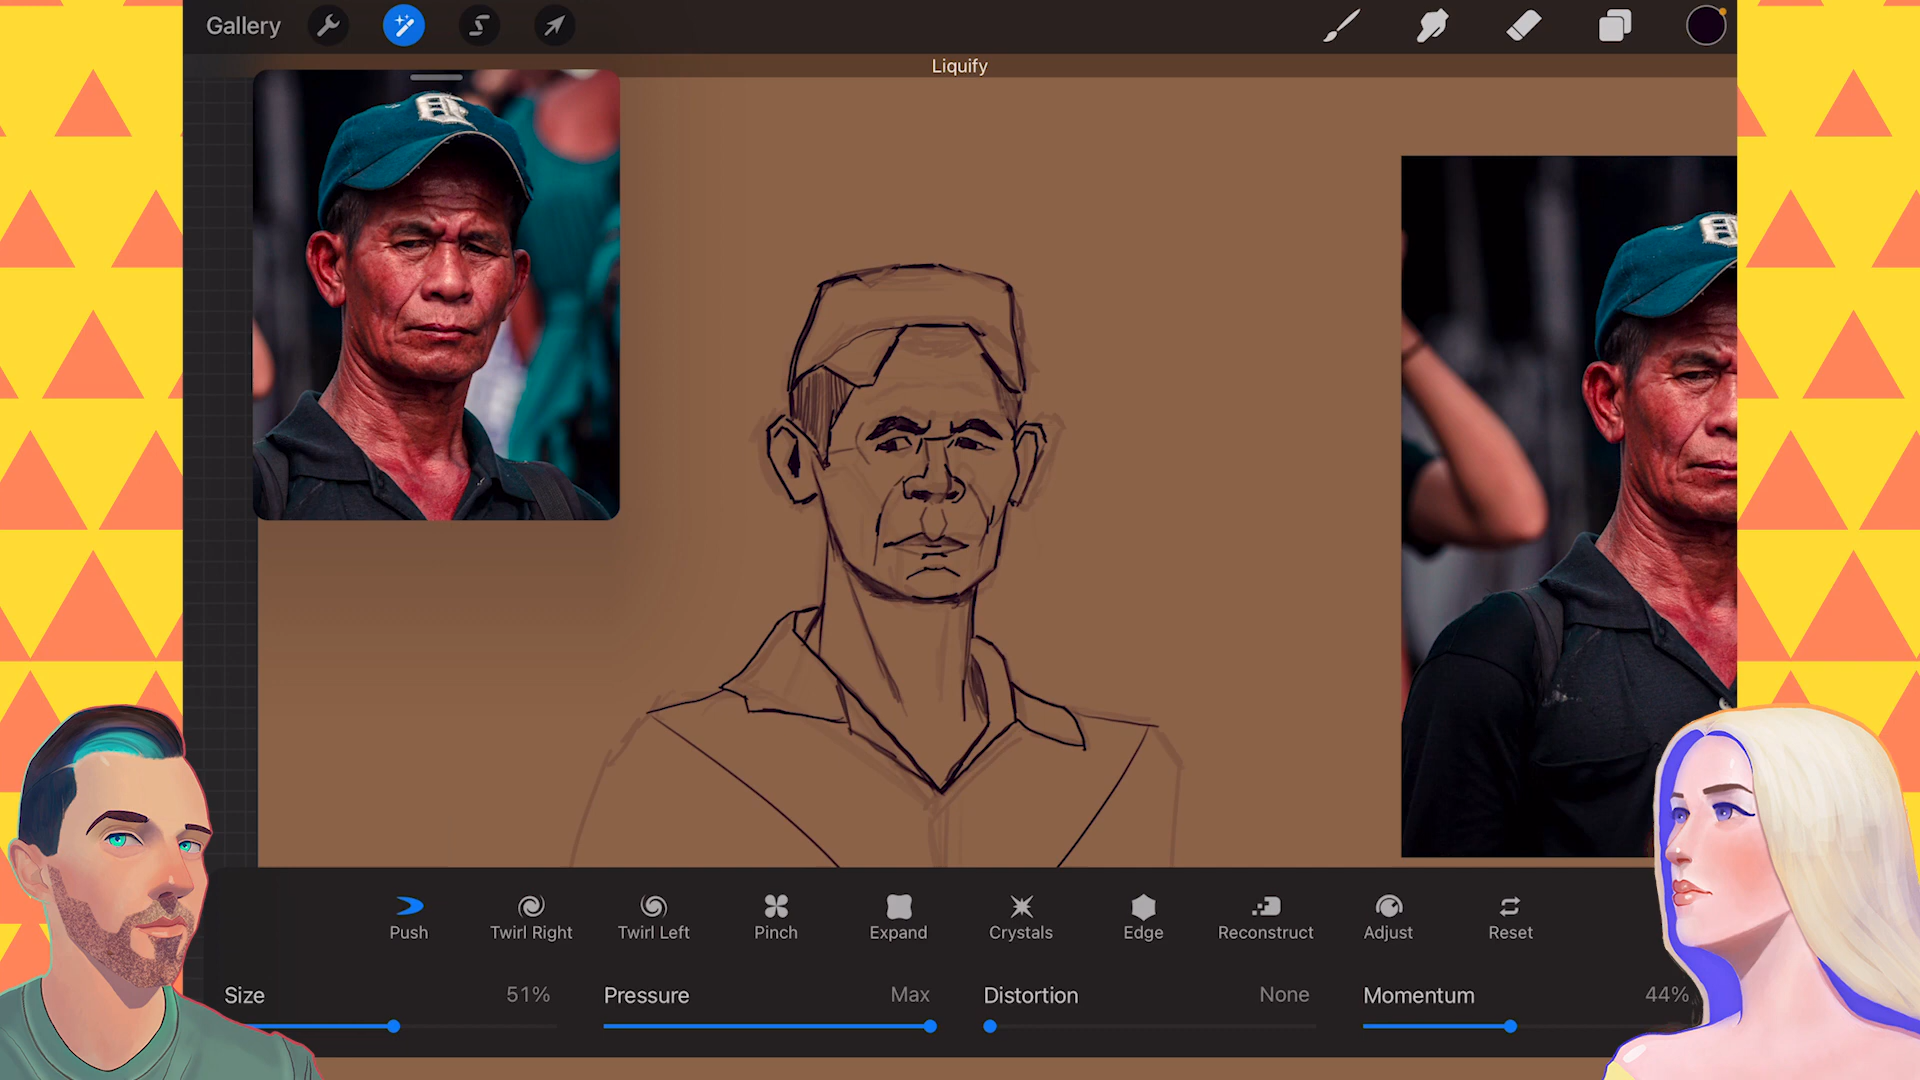 Gallery
Liquify
Push
Twirl Right
Twirl Left
Pinch
Expand
Crystals
Edge
Reconstruct
Adjust
Reset
Size 51%
Pressure Max
Distortion None
Momentum 44%